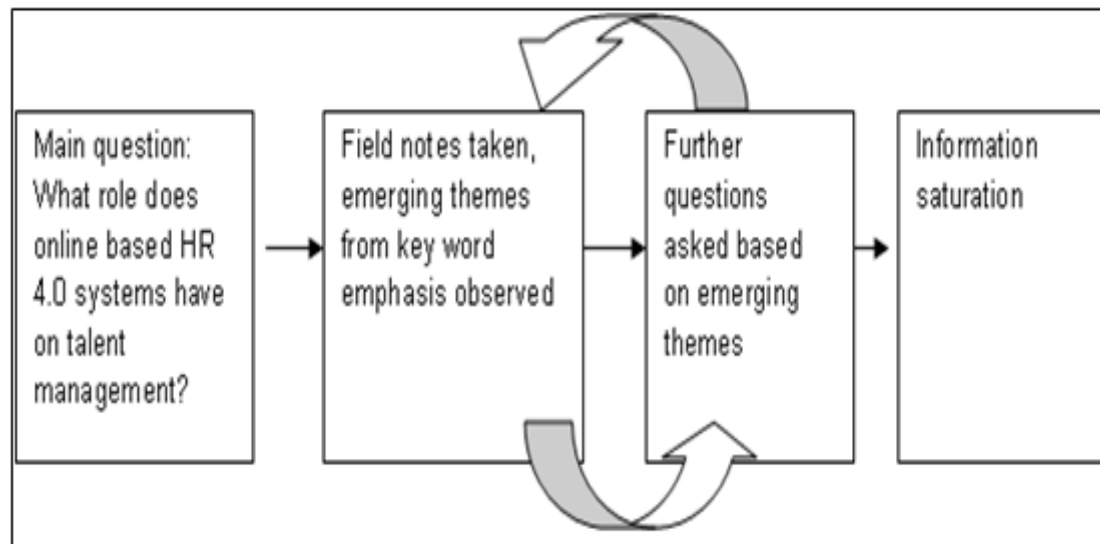 Main question:
What role does
online based HR
4.0 systems have
on talent
management?
Field notes taken,
emerging themes
from key word
emphasis observed
Further
questions
asked based
on emerging
themes
Information
saturation